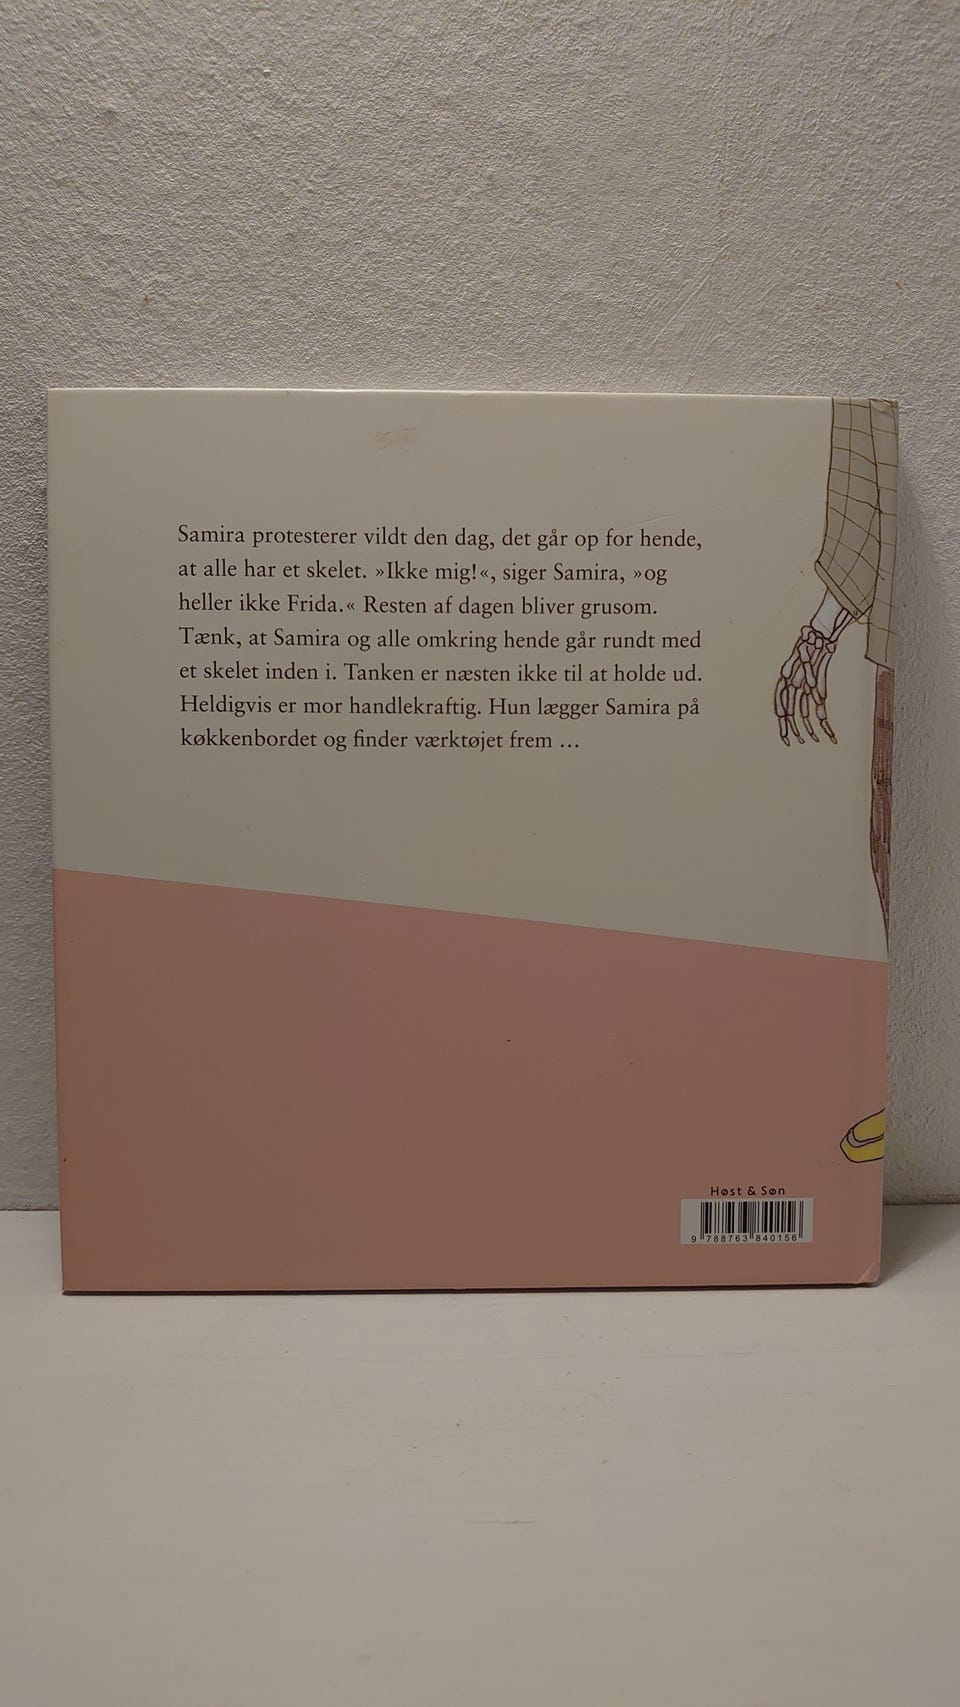 Samira protesterer vildt den dag, det går op for hende,
at alle har et skelet. »Ikke mig!«, siger Samira, »og
heller ikke Frida.« Resten af dagen bliver grusom.
Tænk, at Samira og alle omkring hende går rundt med
et skelet inden i. Tanken er næsten ikke til at holde ud.
Heldigvis er mor handlekraftig. Hun lægger Samira på
køkkenbordet og finder værktøjet frem ...
Høst & Søn
9 788763 840156